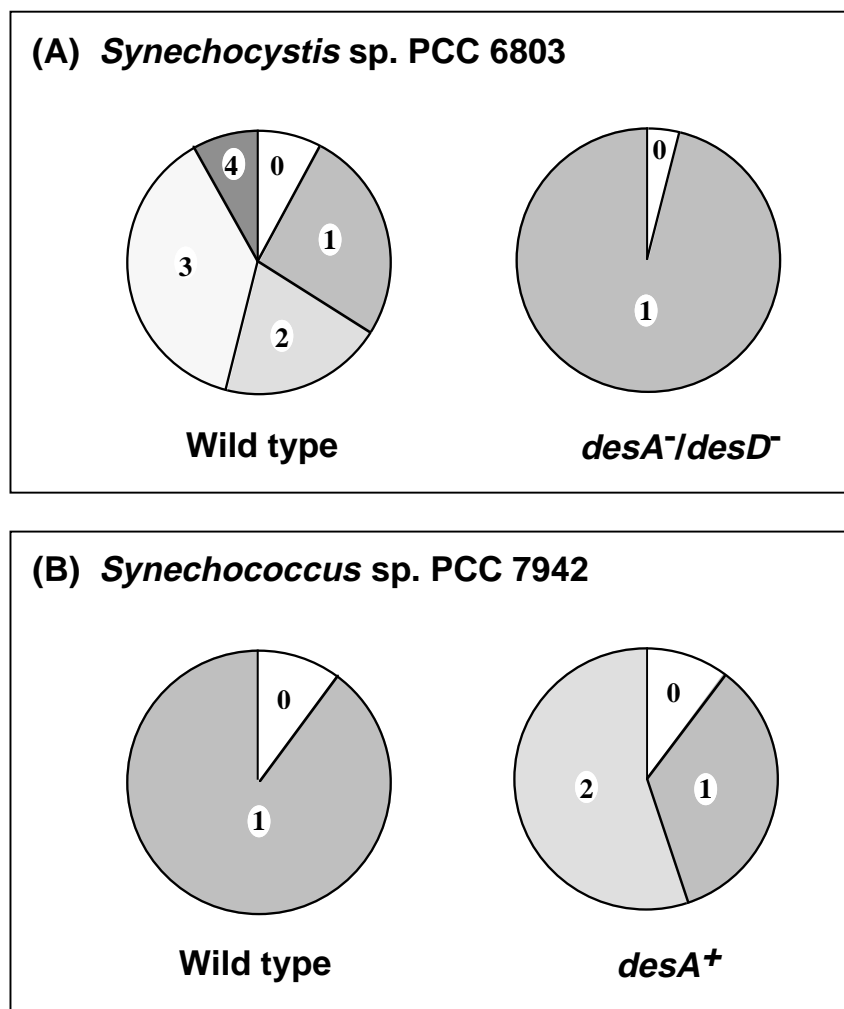 (A) Synechocystis sp. PCC 6803
4 0
1
3
2
0
1
Wild type desA⁻/desD⁻
(B) Synechococcus sp. PCC 7942
0
1
0
2 1
Wild type desA⁺